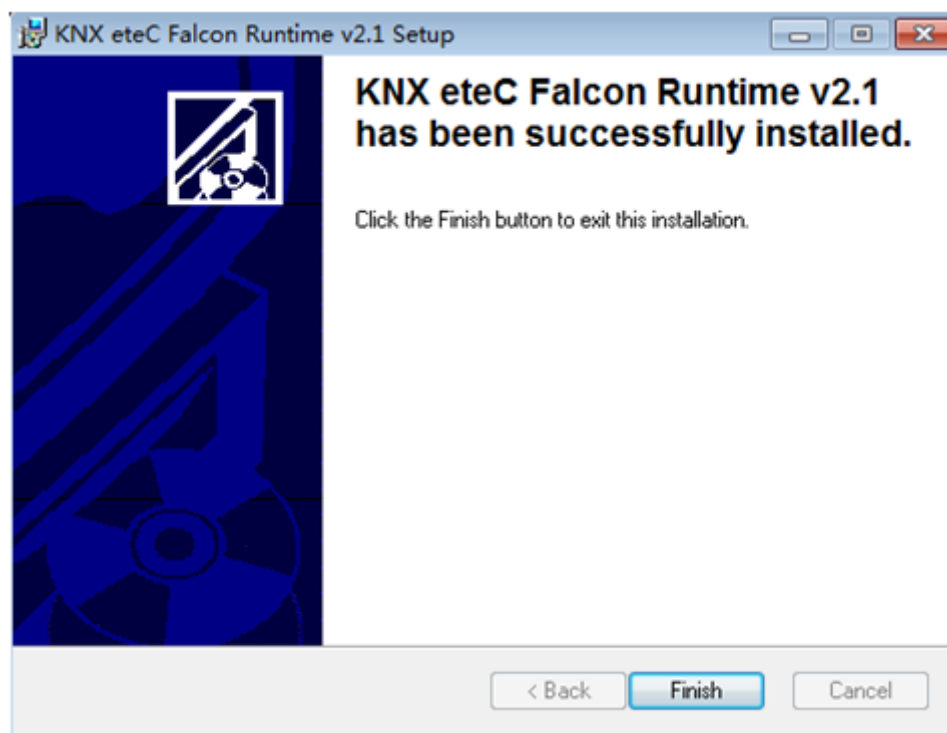 KNX eteC Falcon Runtime v2.1 Setup
KNX eteC Falcon Runtime v2.1
has been successfully installed.
Click the Finish button to exit this installation.
< Back
Finish
Cancel